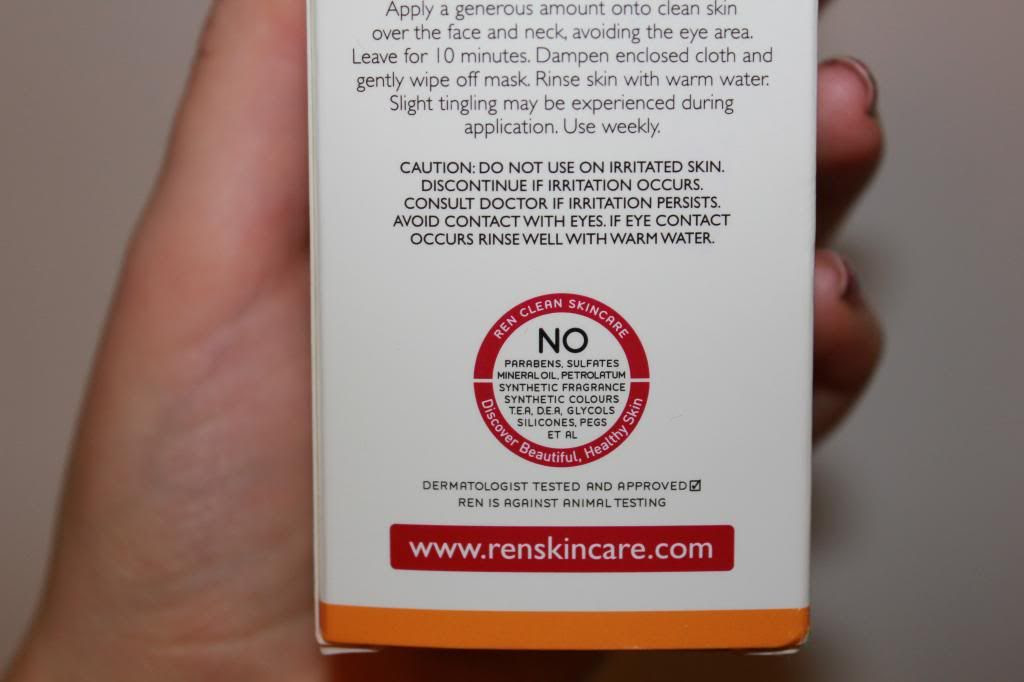 Apply a generous amount onto clean skin
over the face and neck, avoiding the eye area.
Leave for 10 minutes. Dampen enclosed cloth and
gently wipe off mask. Rinse skin with warm water.
Slight tingling may be experienced during
application. Use weekly.
CAUTION: DO NOT USE ON IRRITATED SKIN.
DISCONTINUE IF IRRITATION OCCURS.
CONSULT DOCTOR IF IRRITATION PERSISTS.
AVOID CONTACT WITH EYES. IF EYE CONTACT
OCCURS RINSE WELL WITH WARM WATER.
REN CLEAN SKINCARE
NO
PARABENS, SULFATES
MINERAL OIL, PETROLATUM
SYNTHETIC FRAGRANCE
SYNTHETIC COLOURS
T.E.A, D.E.A, GLYCOLS
SILICONES, PEGS
ET AL
Discover Beautiful, Healthy Skin
DERMATOLOGIST TESTED AND APPROVED☑
REN IS AGAINST ANIMAL TESTING
www.renskincare.com